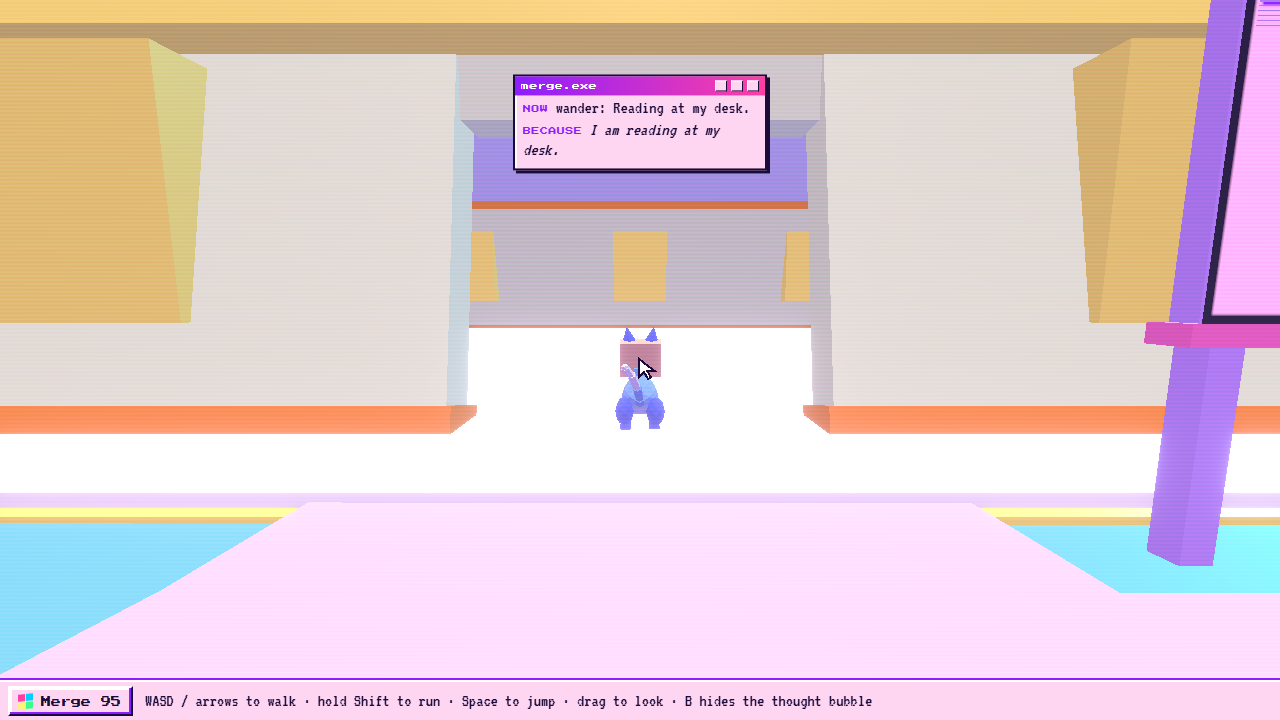 merge.exe
NOW wander: Reading at my desk.
BECAUSE I am reading at my
desk.
Merge 95
WASD / arrows to walk · hold Shift to run · Space to jump · drag to look · B hides the thought bubble